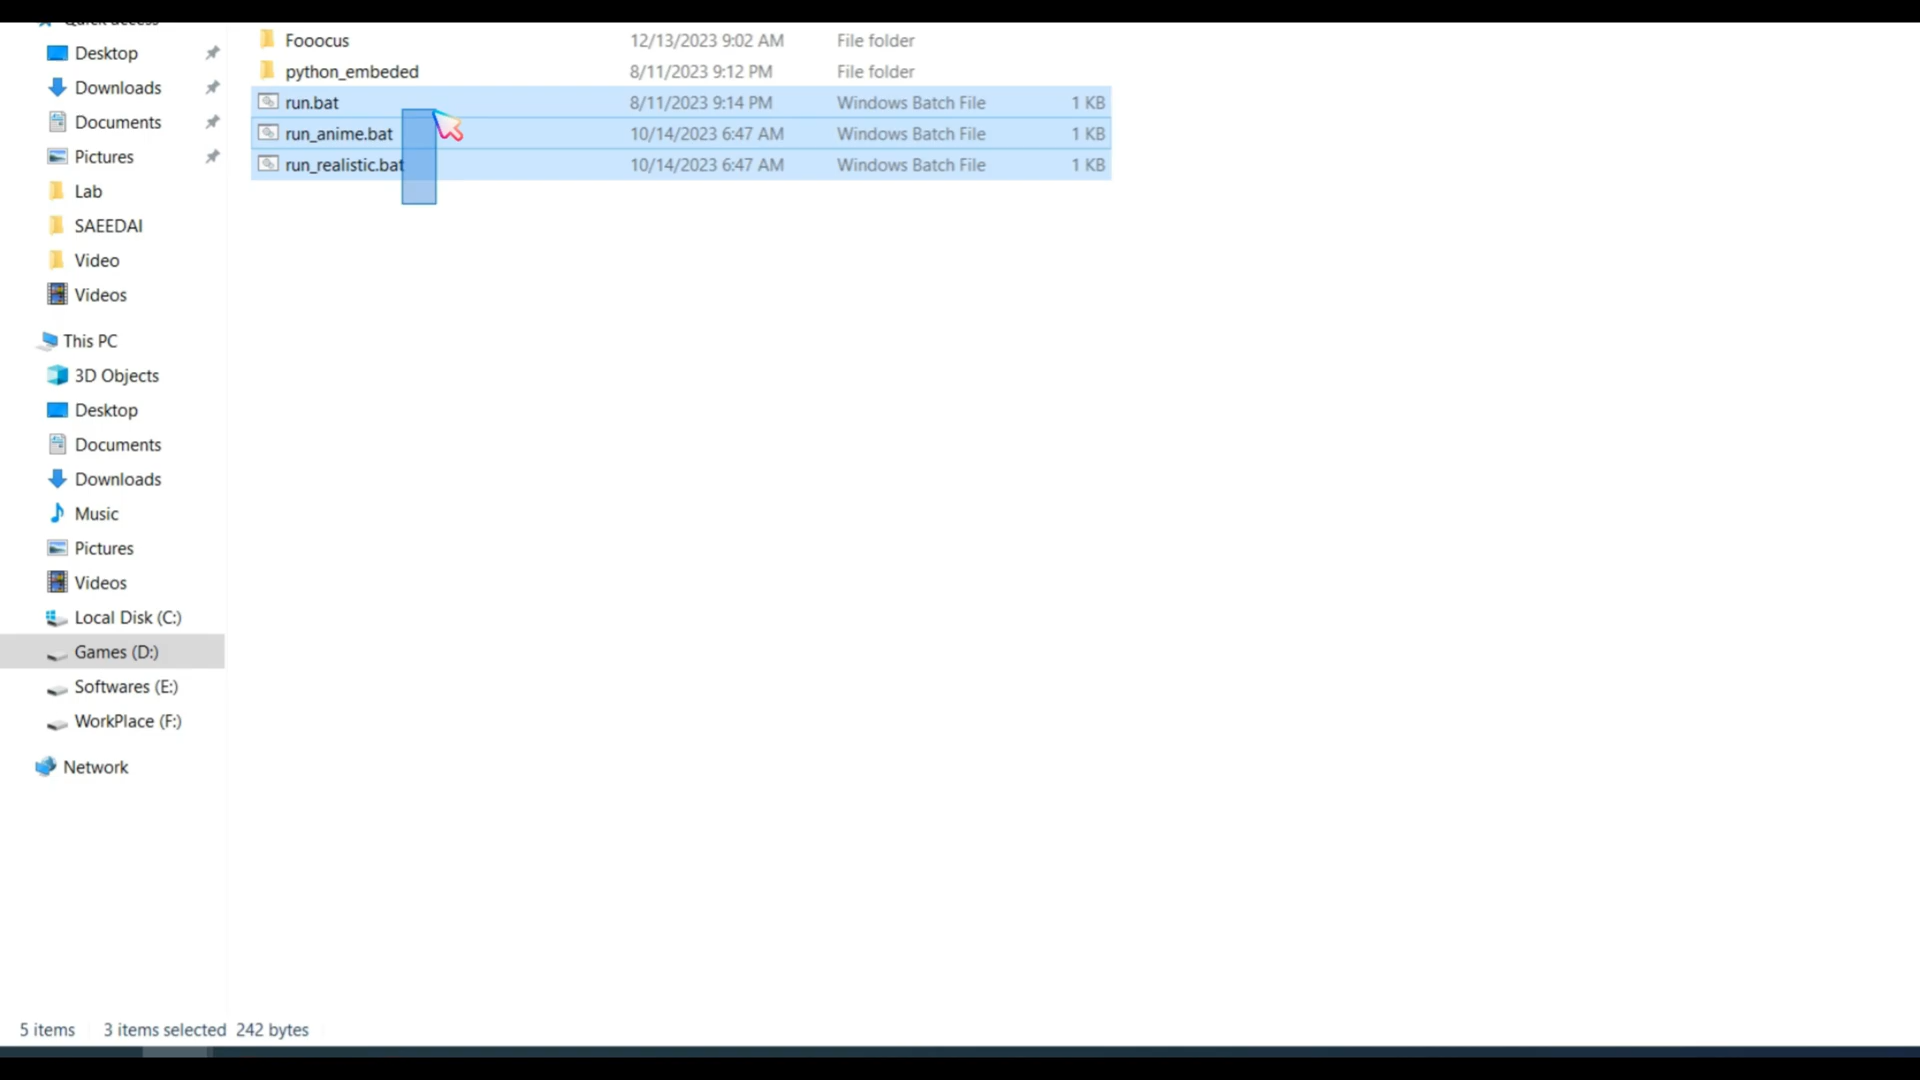 Quick access
Desktop
Downloads
Documents
Pictures
Lab
SAEEDAI
Video
Videos
This PC
3D Objects
Desktop
Documents
Downloads
Music
Pictures
Videos
Local Disk (C:)
Games (D:)
Softwares (E:)
WorkPlace (F:)
Network
Fooocus 12/13/2023 9:02 AM File folder
python_embeded 8/11/2023 9:12 PM File folder
run.bat 8/11/2023 9:14 PM Windows Batch File 1 KB
run_anime.bat 10/14/2023 6:47 AM Windows Batch File 1 KB
run_realistic.bat 10/14/2023 6:47 AM Windows Batch File 1 KB
5 items 3 items selected 242 bytes